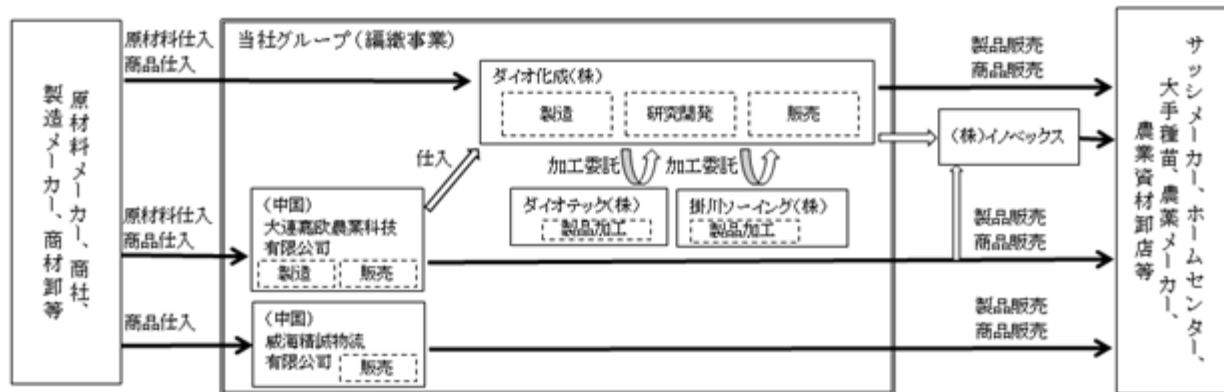 原材料メーカー、商社、
製造メーカー、商材卸等
原材料仕入
商品仕入
原材料仕入
商品仕入
商品仕入
当社グループ(編織事業)
ダイオ化成(株)
製造
研究開発
販売
仕入
加工委託
加工委託
ダイオテック(株)
製品加工
掛川ソーイング(株)
製品加工
(中国)
大連嘉欧農業科技
有限公司
製造
販売
(中国)
威海精誠物流
有限公司
販売
製品販売
商品販売
(株)イノベックス
製品販売
商品販売
製品販売
商品販売
サッシメーカー、ホームセンター、
大手種苗、農薬メーカー、
農業資材卸店等